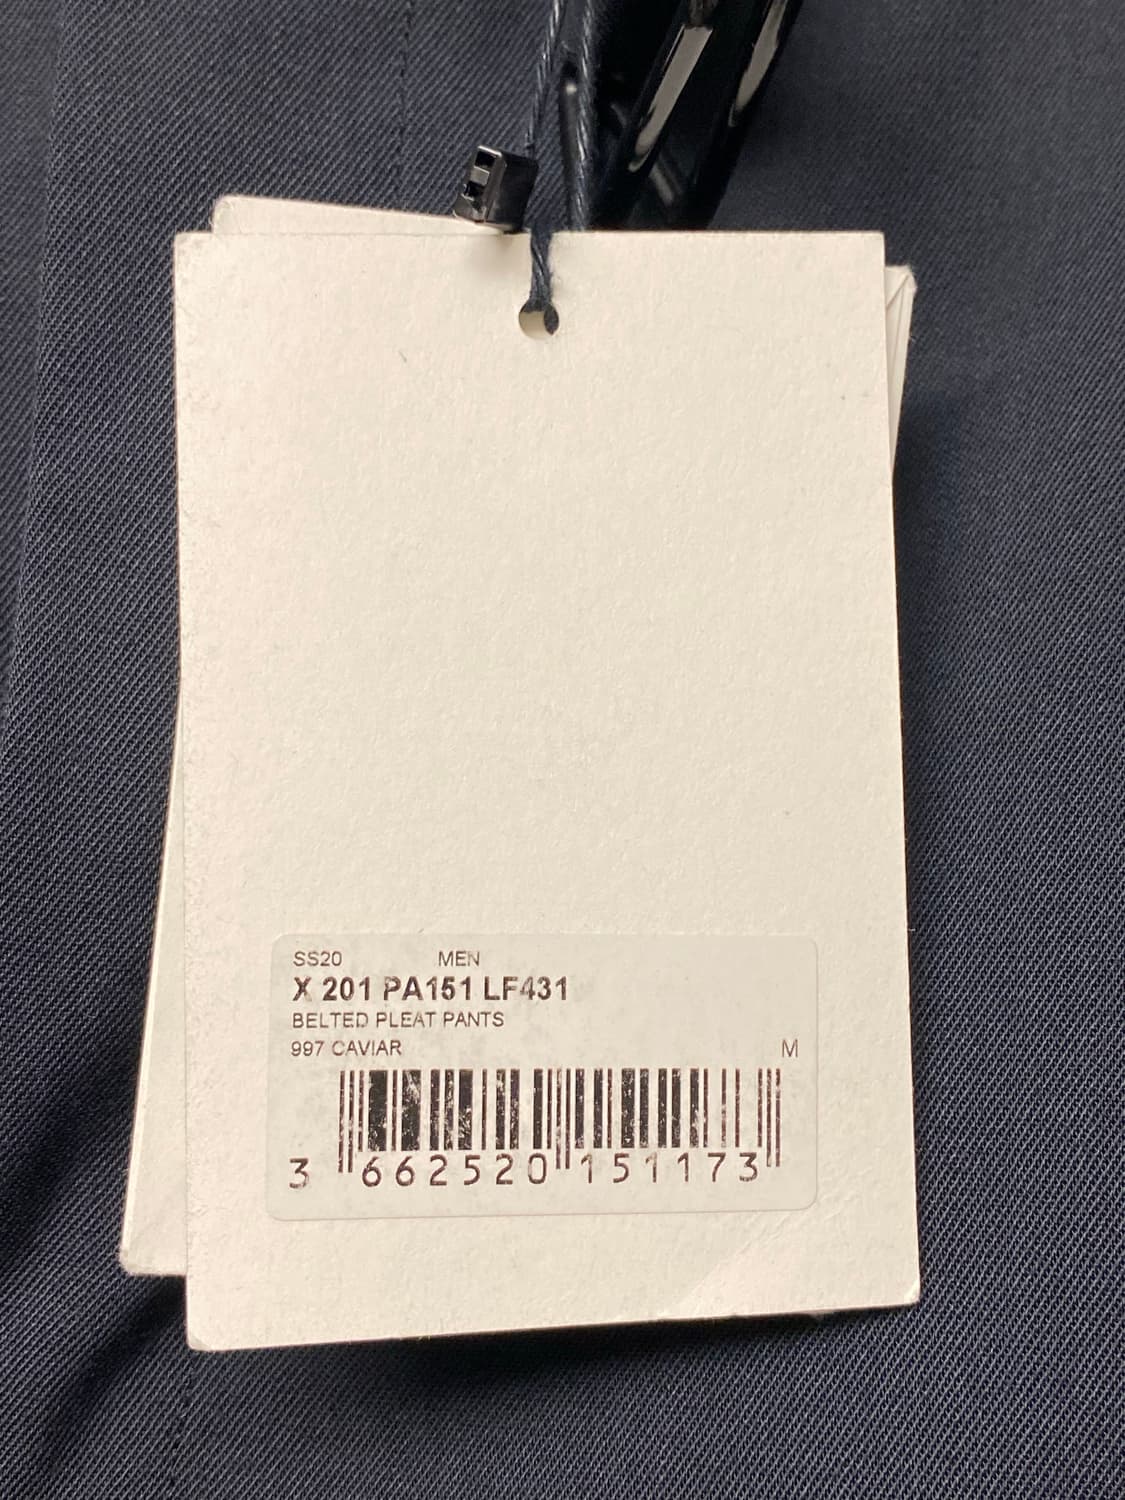 SS20 MEN
X 201 PA151 LF431
BELTED PLEAT PANTS
997 CAVIAR M
3 662520 151173